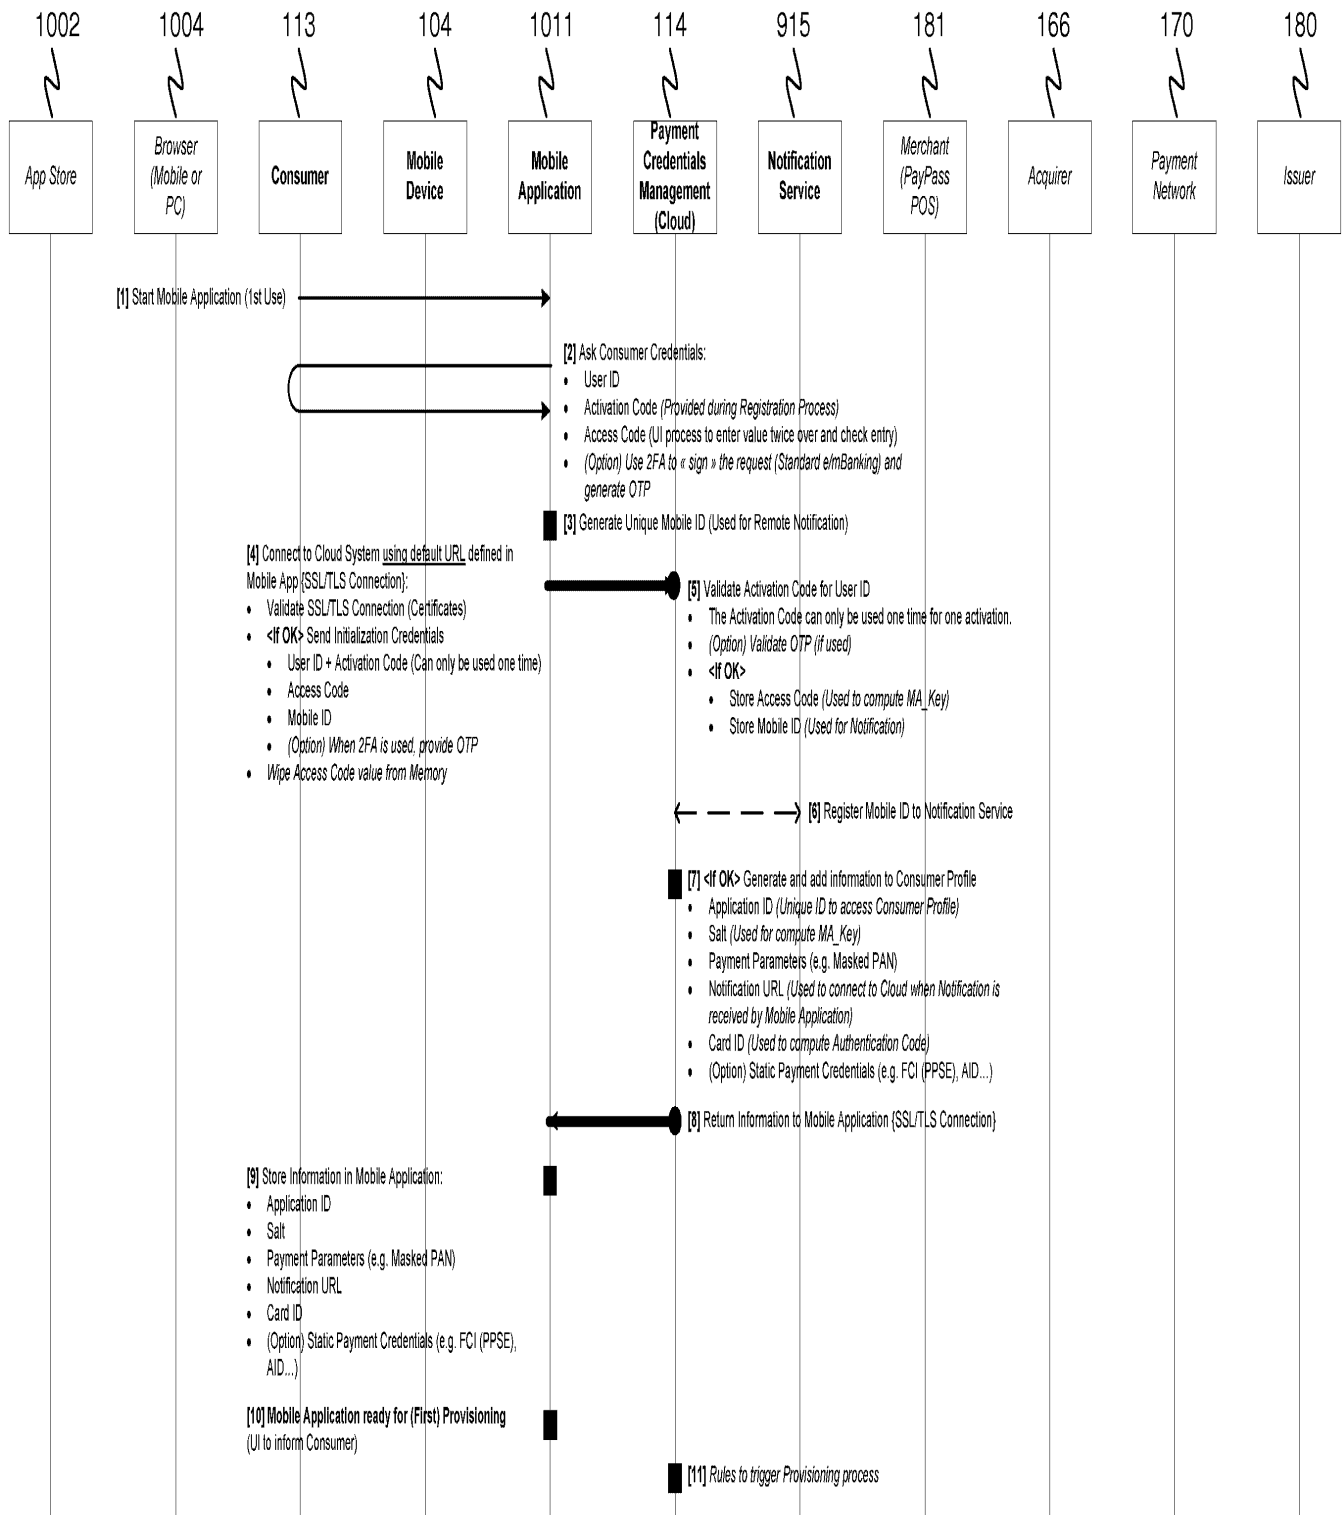 1002 1004 113 104 1011 114 915 181 166 170 180
App Store
Browser
(Mobile or
PC)
Consumer
Mobile
Device
Mobile
Application
Payment
Credentials
Management
(Cloud)
Notification
Service
Merchant
(PayPass
POS)
Acquirer
Payment
Network
Issuer
[1] Start Mobile Application (1st Use)
[2] Ask Consumer Credentials:
• User ID
• Activation Code (Provided during Registration Process)
• Access Code (UI process to enter value twice over and check entry)
• (Option) Use 2FA to « sign » the request (Standard e/mBanking) and
generate OTP
[3] Generate Unique Mobile ID (Used for Remote Notification)
[4] Connect to Cloud System using default URL defined in
Mobile App {SSL/TLS Connection}:
• Validate SSL/TLS Connection (Certificates)
• <If OK> Send Initialization Credentials
• User ID + Activation Code (Can only be used one time)
• Access Code
• Mobile ID
• (Option) When 2FA is used, provide OTP
• Wipe Access Code value from Memory
[5] Validate Activation Code for User ID
• The Activation Code can only be used one time for one activation.
• (Option) Validate OTP (if used)
• <If OK>
• Store Access Code (Used to compute MA_Key)
• Store Mobile ID (Used for Notification)
[6] Register Mobile ID to Notification Service
[7] <If OK> Generate and add information to Consumer Profile
• Application ID (Unique ID to access Consumer Profile)
• Salt (Used for compute MA_Key)
• Payment Parameters (e.g. Masked PAN)
• Notification URL (Used to connect to Cloud when Notification is
received by Mobile Application)
• Card ID (Used to compute Authentication Code)
• (Option) Static Payment Credentials (e.g. FCI (PPSE), AID...)
[8] Return Information to Mobile Application {SSL/TLS Connection}
[9] Store Information in Mobile Application:
• Application ID
• Salt
• Payment Parameters (e.g. Masked PAN)
• Notification URL
• Card ID
• (Option) Static Payment Credentials (e.g. FCI (PPSE),
AID...)
[10] Mobile Application ready for (First) Provisioning
(UI to inform Consumer)
[11] Rules to trigger Provisioning process